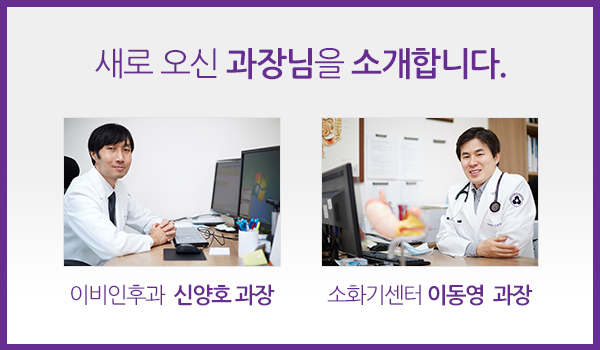 새로 오신 과장님을 소개합니다.
이비인후과 신양호 과장
소화기센터 이동영 과장